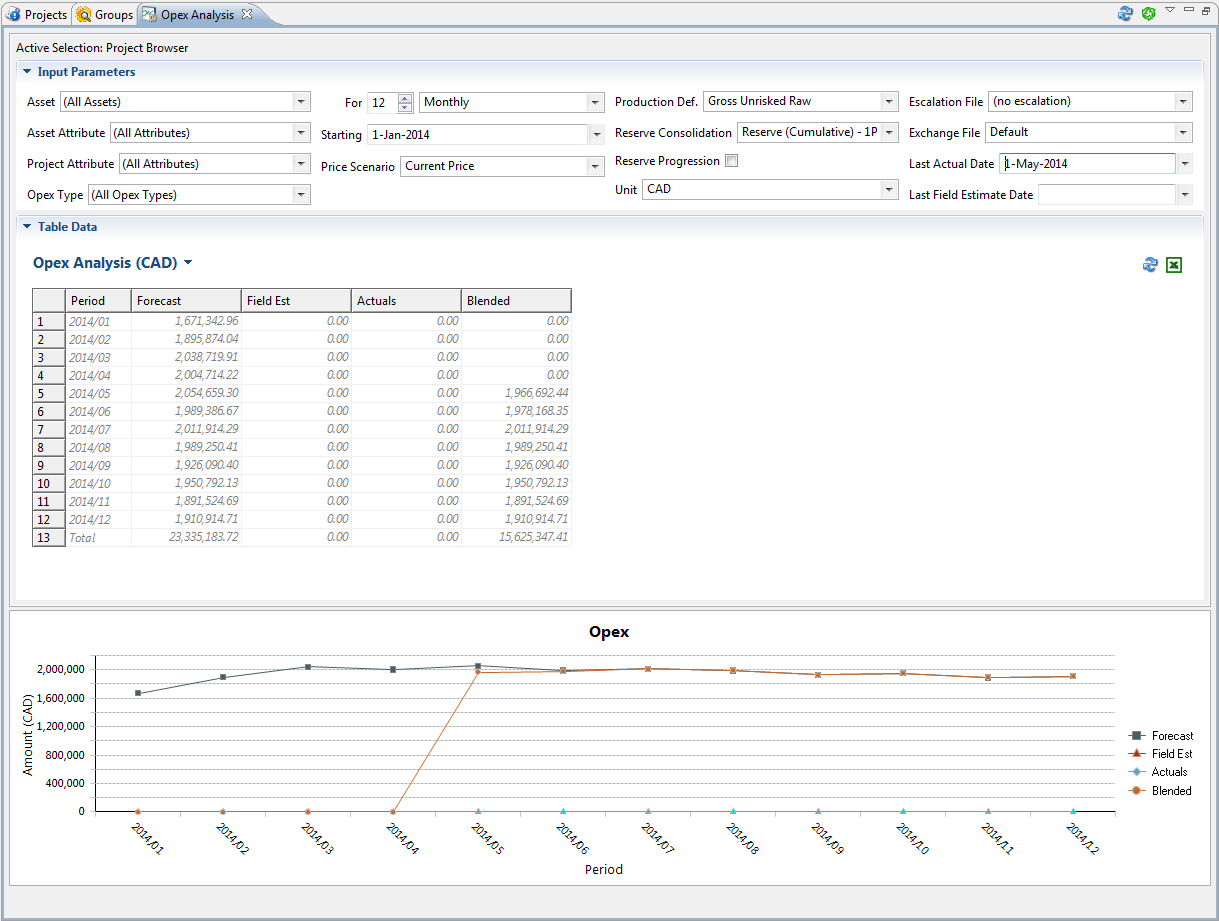 Projects Groups Opex Analysis
Active Selection: Project Browser
Input Parameters
Asset (All Assets) For 12 Monthly Production Def. Gross Unrisked Raw Escalation File (no escalation)
Asset Attribute (All Attributes) Starting 1-Jan-2014 Reserve Consolidation Reserve (Cumulative) - 1P Exchange File Default
Project Attribute (All Attributes) Price Scenario Current Price Reserve Progression Last Actual Date 1-May-2014
Opex Type (All Opex Types) Unit CAD Last Field Estimate Date
Table Data
Opex Analysis (CAD)
Period Forecast Field Est Actuals Blended
1 2014/01 1,671,342.96 0.00 0.00 0.00
2 2014/02 1,895,874.04 0.00 0.00 0.00
3 2014/03 2,038,719.91 0.00 0.00 0.00
4 2014/04 2,004,714.22 0.00 0.00 0.00
5 2014/05 2,054,659.30 0.00 0.00 1,966,692.44
6 2014/06 1,989,386.67 0.00 0.00 1,978,168.35
7 2014/07 2,011,914.29 0.00 0.00 2,011,914.29
8 2014/08 1,989,250.41 0.00 0.00 1,989,250.41
9 2014/09 1,926,090.40 0.00 0.00 1,926,090.40
10 2014/10 1,950,792.13 0.00 0.00 1,950,792.13
11 2014/11 1,891,524.69 0.00 0.00 1,891,524.69
12 2014/12 1,910,914.71 0.00 0.00 1,910,914.71
13 Total 23,335,183.72 0.00 0.00 15,625,347.41
Opex
Amount (CAD)
2,000,000
1,600,000
1,200,000
800,000
400,000
0
2014/01 2014/02 2014/03 2014/04 2014/05 2014/06 2014/07 2014/08 2014/09 2014/10 2014/11 2014/12
Period
Forecast
Field Est
Actuals
Blended